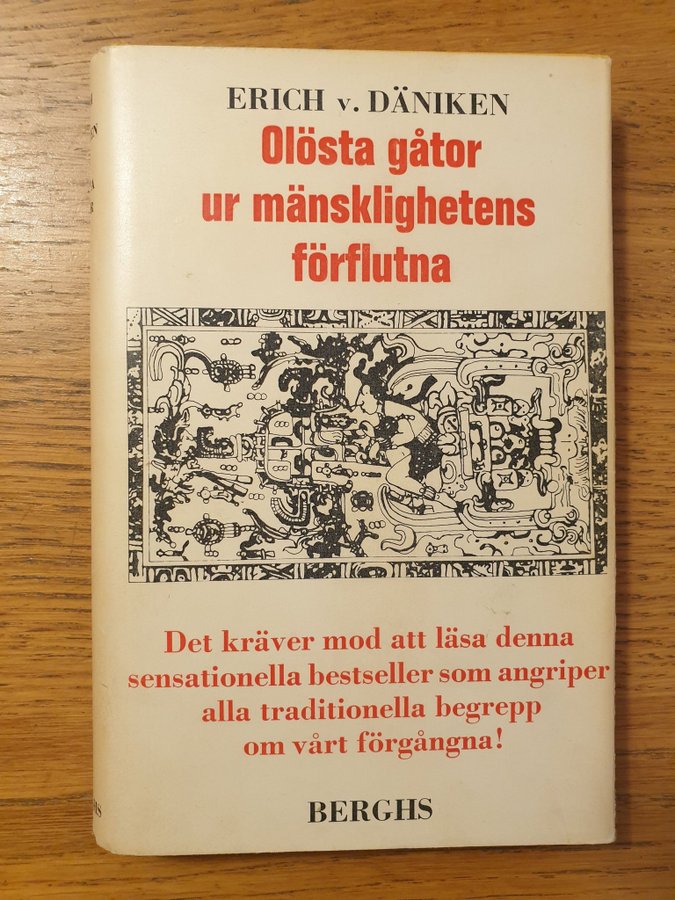 ERICH v. DÄNIKEN
Olösta gåtor
ur mänsklighetens
förflutna
Det kräver mod att läsa denna
sensationella bestseller som angriper
alla traditionella begrepp
om vårt förgångna!
BERGHS